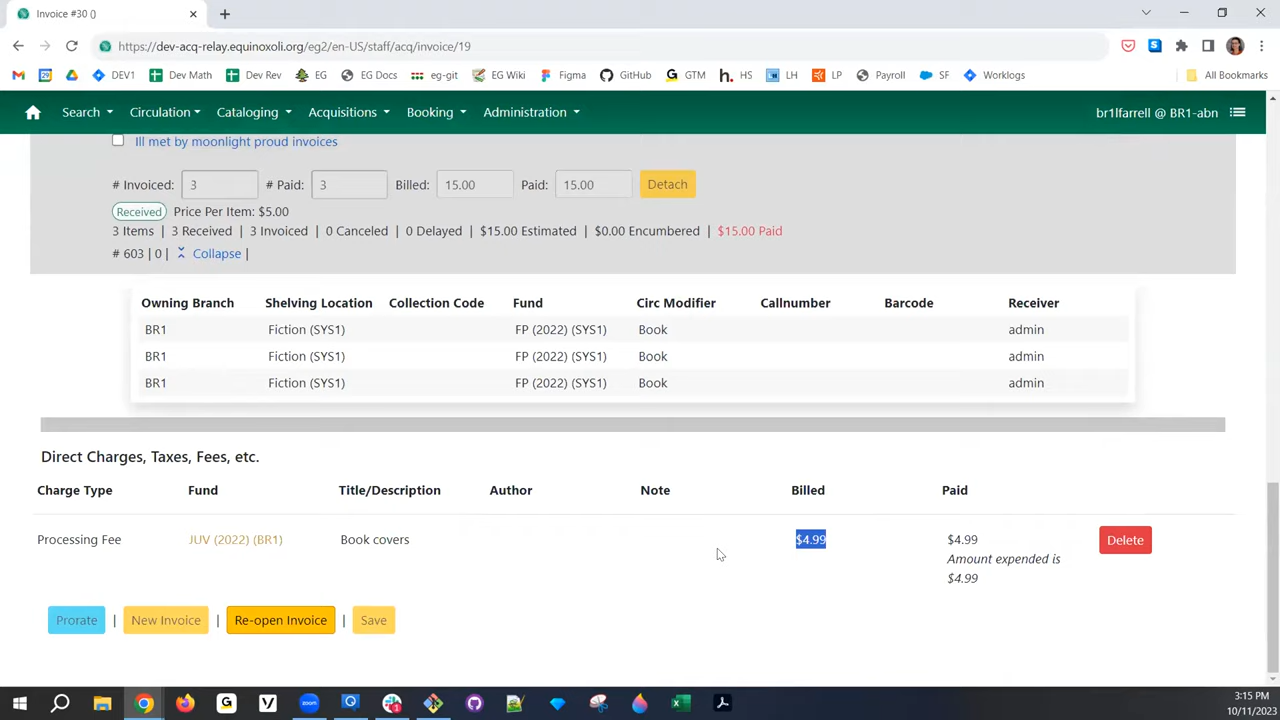 Invoice #30 ()
https://dev-acq-relay.equinoxoli.org/eg2/en-US/staff/acq/invoice/19
DEV1 Dev Math Dev Rev EG EG Docs eg-git EG Wiki Figma GitHub GTM HS LH LP Payroll SF Worklogs All Bookmarks
Search Circulation Cataloging Acquisitions Booking Administration br1lfarrell @ BR1-abn
Ill met by moonlight proud invoices
# Invoiced: 3 # Paid: 3 Billed: 15.00 Paid: 15.00 Detach
Received Price Per Item: $5.00
3 Items | 3 Received | 3 Invoiced | 0 Canceled | 0 Delayed | $15.00 Estimated | $0.00 Encumbered | $15.00 Paid
# 603 | 0 | Collapse |
Owning Branch Shelving Location Collection Code Fund Circ Modifier Callnumber Barcode Receiver
BR1 Fiction (SYS1) FP (2022) (SYS1) Book admin
BR1 Fiction (SYS1) FP (2022) (SYS1) Book admin
BR1 Fiction (SYS1) FP (2022) (SYS1) Book admin
Direct Charges, Taxes, Fees, etc.
Charge Type Fund Title/Description Author Note Billed Paid
Processing Fee JUV (2022) (BR1) Book covers $4.99 $4.99 Delete
Amount expended is
$4.99
Prorate | New Invoice | Re-open Invoice | Save
3:15 PM
10/11/2023